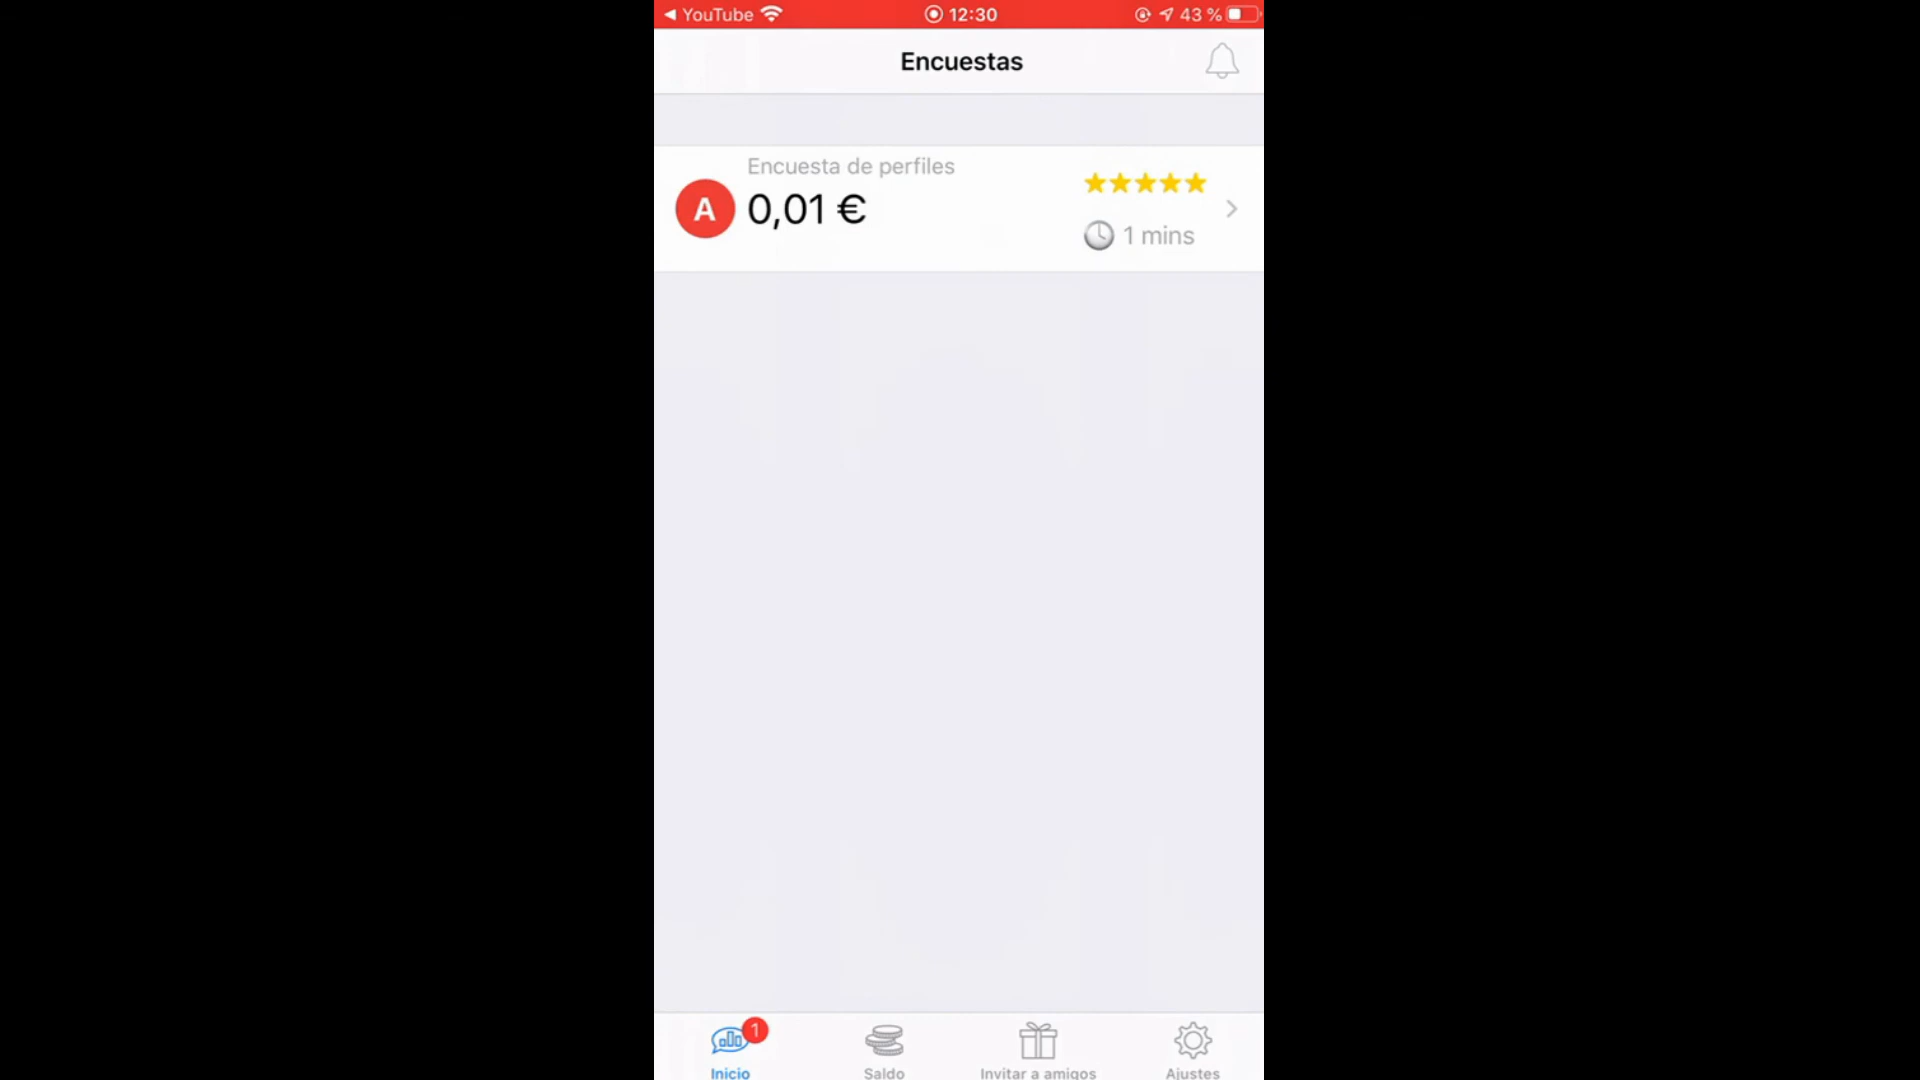 YouTube 12:30 43 %
Encuestas
Encuesta de perfiles
A 0,01 €
1 mins
1
Inicio Saldo Invitar a amigos Ajustes